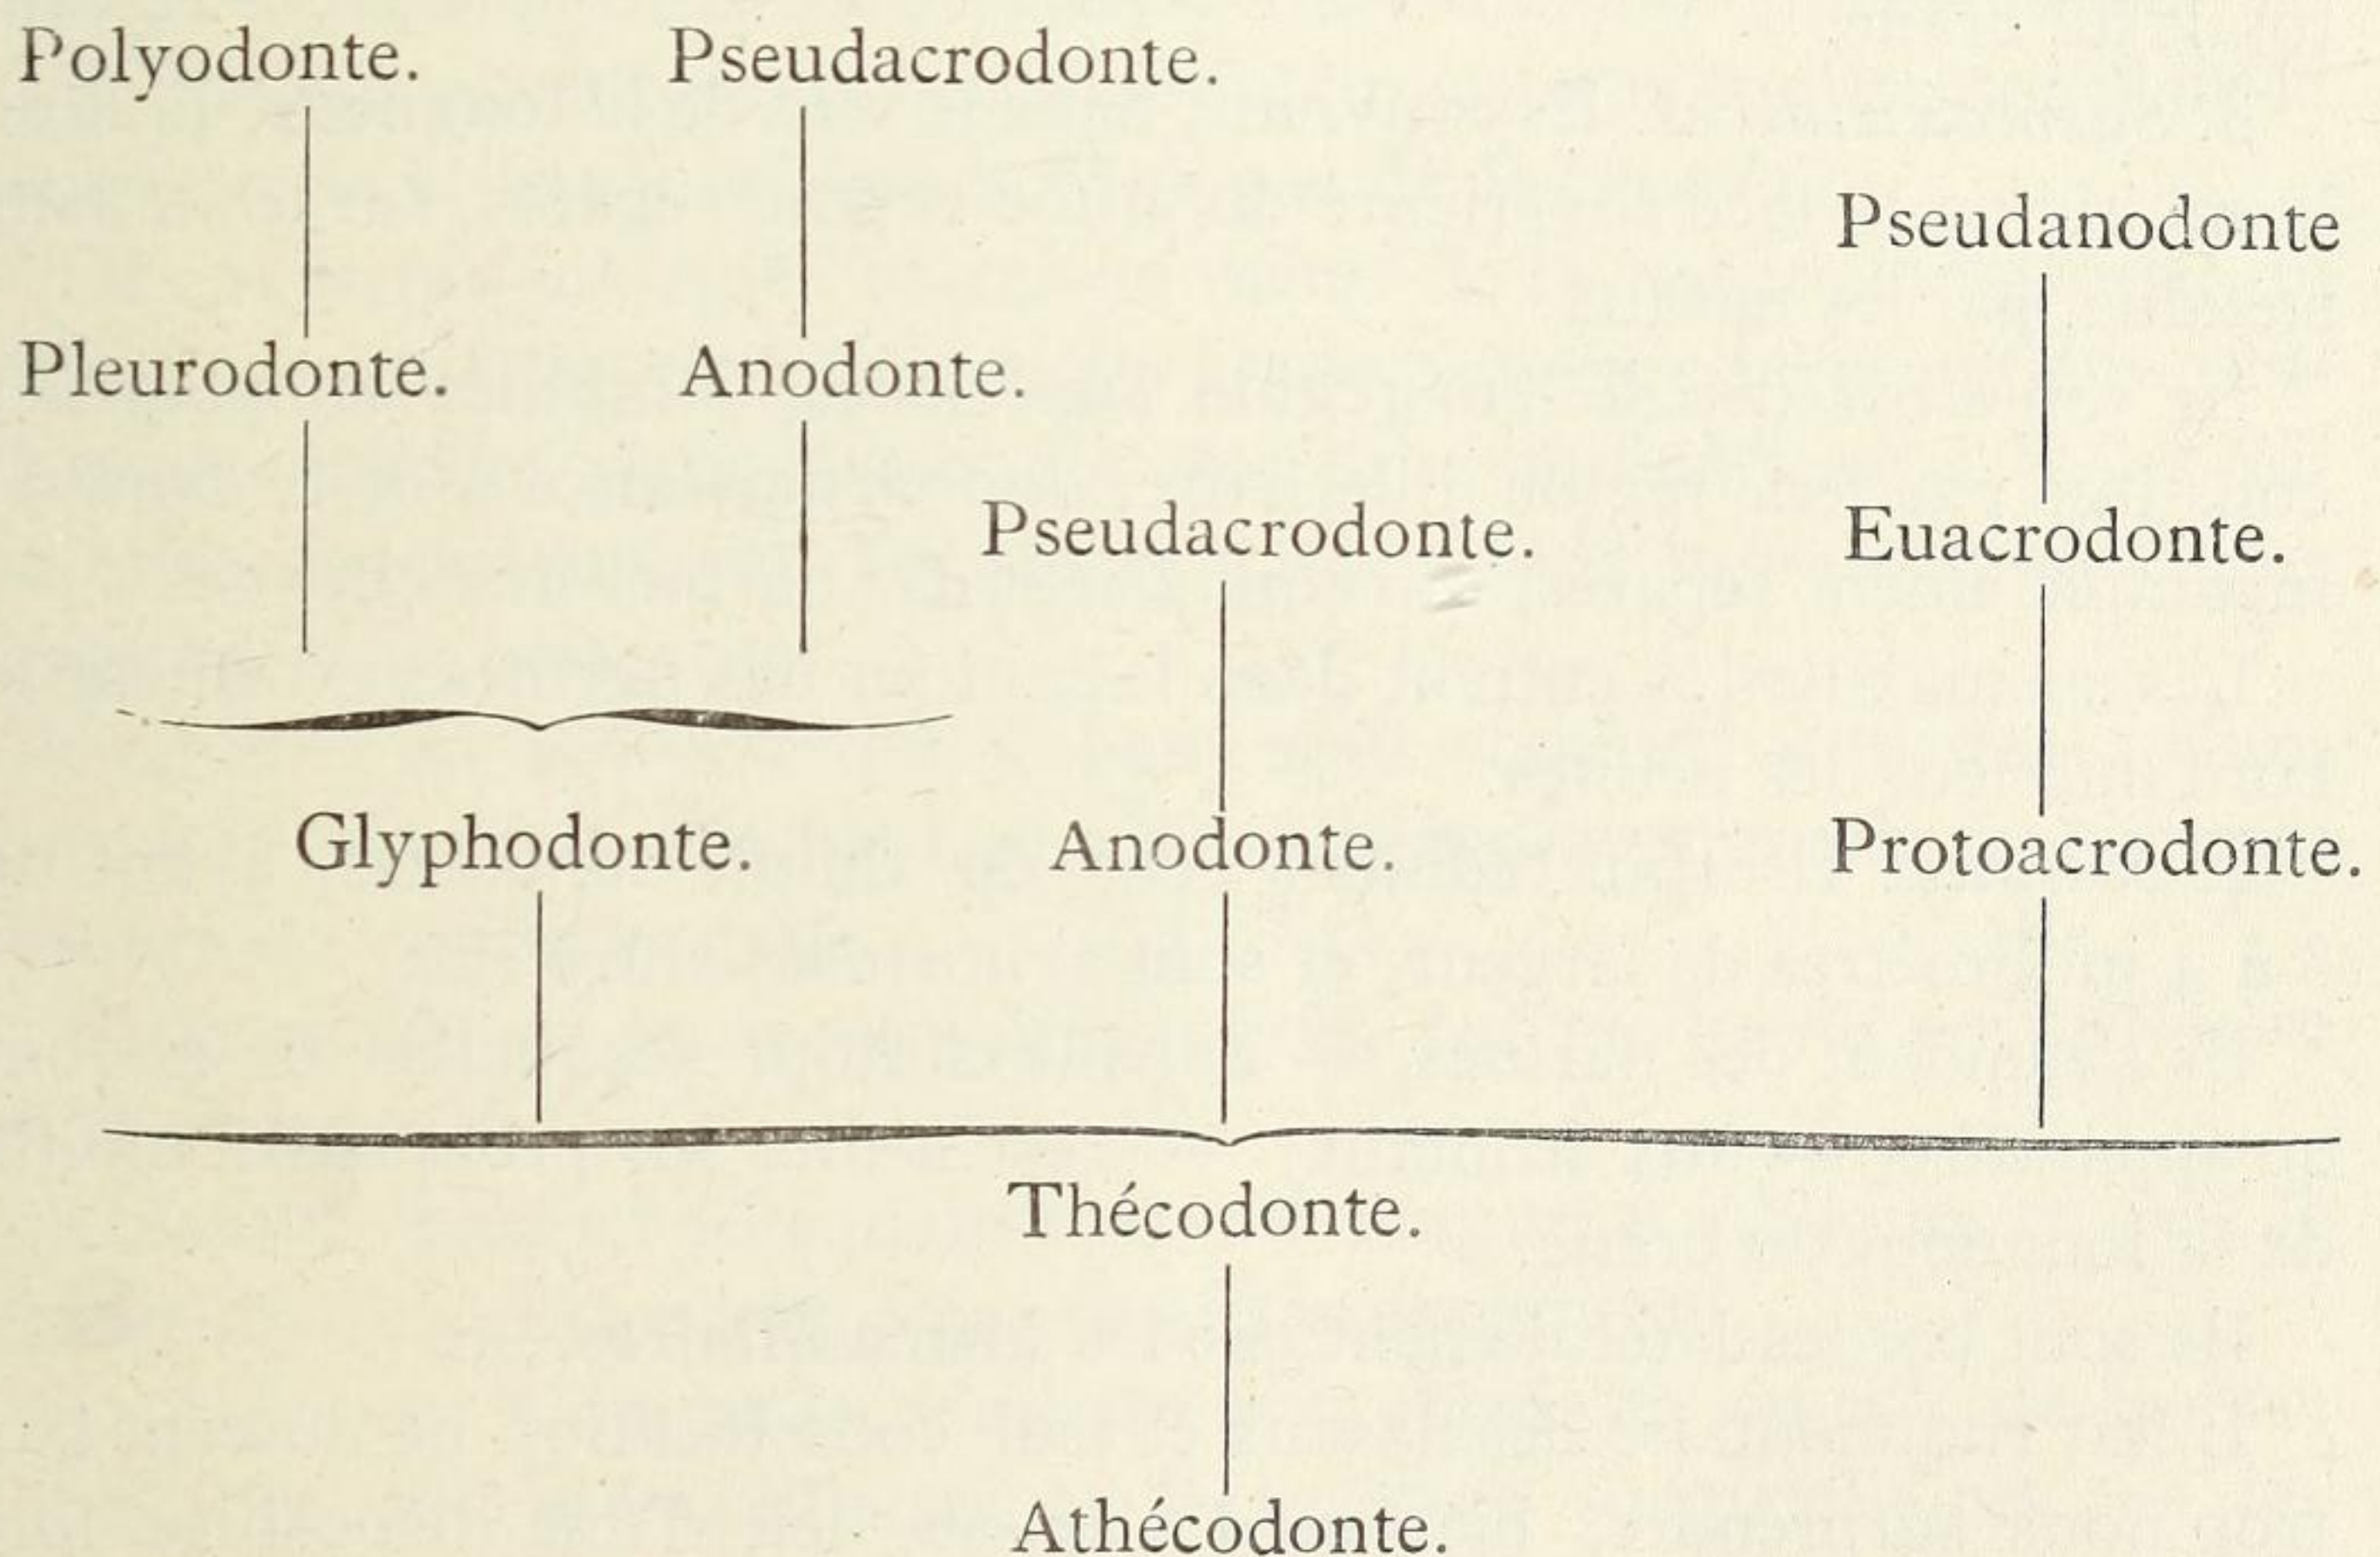 Polyodonte. Pseudacrodonte.
Pseudanodonte
Pleurodonte. Anodonte.
Pseudacrodonte. Euacrodonte.
Glyphodonte. Anodonte. Protoacrodonte.
Thécodonte.
Athécodonte.